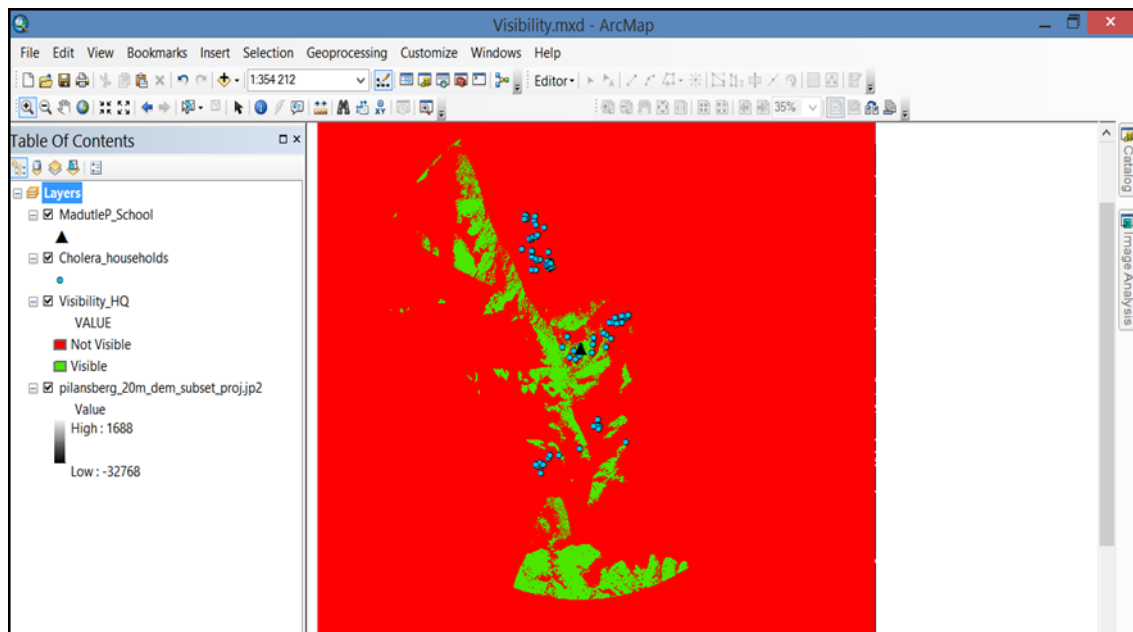 Visibility.mxd - ArcMap
File Edit View Bookmarks Insert Selection Geoprocessing Customize Windows Help
1:354 212 Editor
35%
Table Of Contents
Layers
MadutleP_School
Cholera_households
Visibility_HQ
VALUE
Not Visible
Visible
pilansberg_20m_dem_subset_proj.jp2
Value
High : 1688
Low : -32768
Catalog
Image Analysis